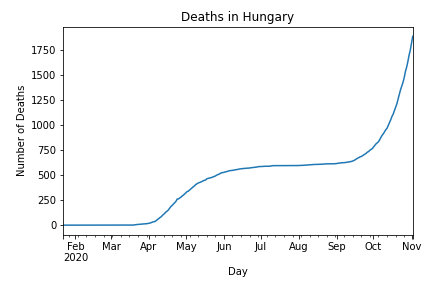 Deaths in Hungary
Number of Deaths
1750
1500
1250
1000
750
500
250
0
Feb Mar Apr May Jun Jul Aug Sep Oct Nov
2020
Day